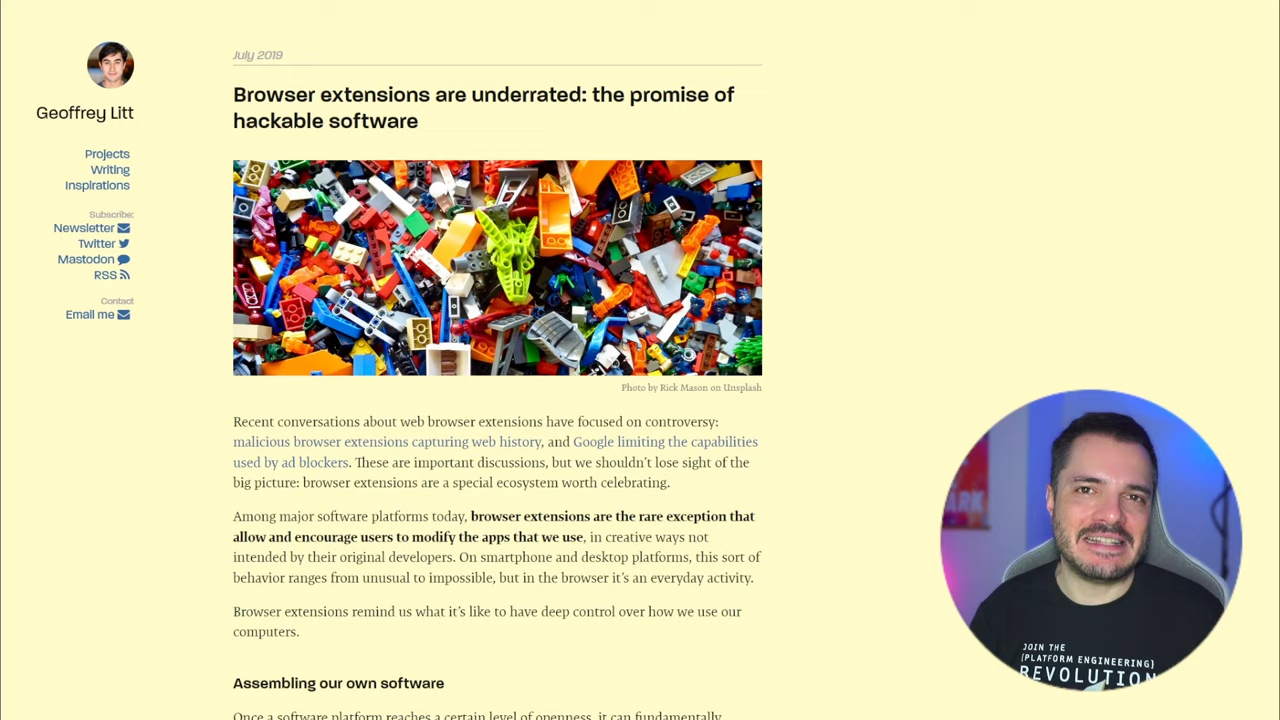 Geoffrey Litt
Projects
Writing
Inspirations
Subscribe:
Newsletter
Twitter
Mastodon
RSS
Contact
Email me
July 2019
Browser extensions are underrated: the promise of
hackable software
Photo by Rick Mason on Unsplash
Recent conversations about web browser extensions have focused on controversy:
malicious browser extensions capturing web history, and Google limiting the capabilities
used by ad blockers. These are important discussions, but we shouldn't lose sight of the
big picture: browser extensions are a special ecosystem worth celebrating.
Among major software platforms today, browser extensions are the rare exception that
allow and encourage users to modify the apps that we use, in creative ways not
intended by their original developers. On smartphone and desktop platforms, this sort of
behavior ranges from unusual to impossible, but in the browser it's an everyday activity.
Browser extensions remind us what it's like to have deep control over how we use our
computers.
Assembling our own software
Once a software platform reaches a certain level of openness, it can fundamentally
JOIN THE
{PLATFORM ENGINEERING}
REVOLUTION